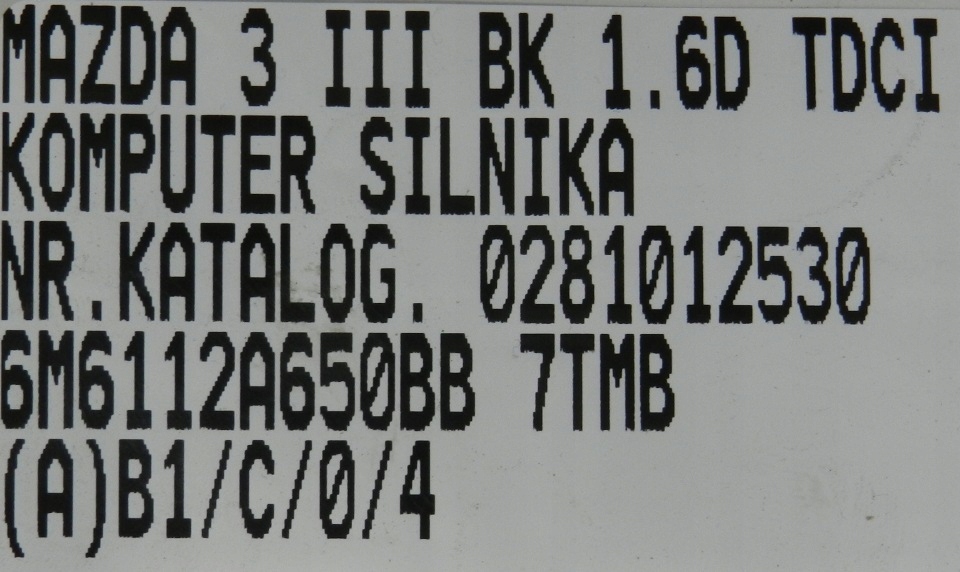 MAZDA 3 III BK 1.6D TDCI
KOMPUTER SILNIKA
NR.KATALOG. 0281012530
6M6112A650BB 7TMB
(A)B1/C/0/4